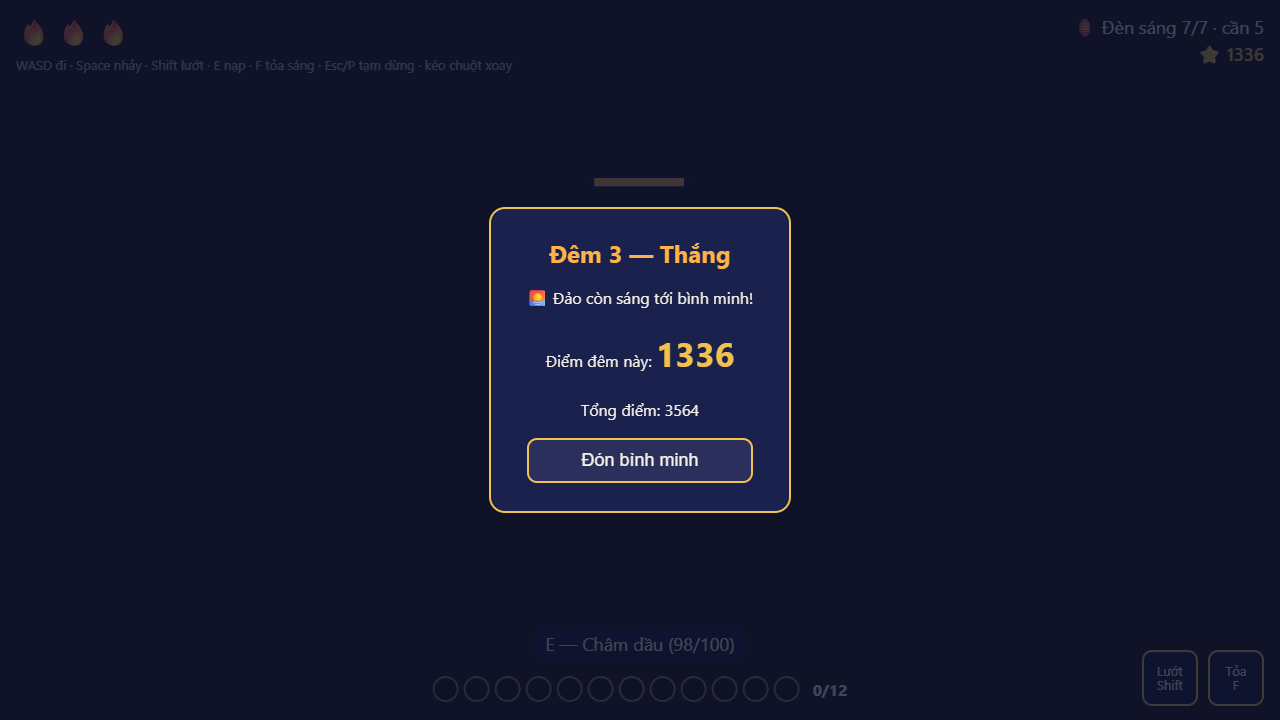 Đèn sáng 7/7 · cần 5
1336
WASD đi · Space nhảy · Shift lướt · E nạp · F tỏa sáng · Esc/P tạm dừng · kéo chuột xoay
Đêm 3 — Thắng
Đảo còn sáng tới bình minh!
Điểm đêm này: 1336
Tổng điểm: 3564
Đón bình minh
E — Châm dầu (98/100)
0/12
Lướt
Shift
Tỏa
F